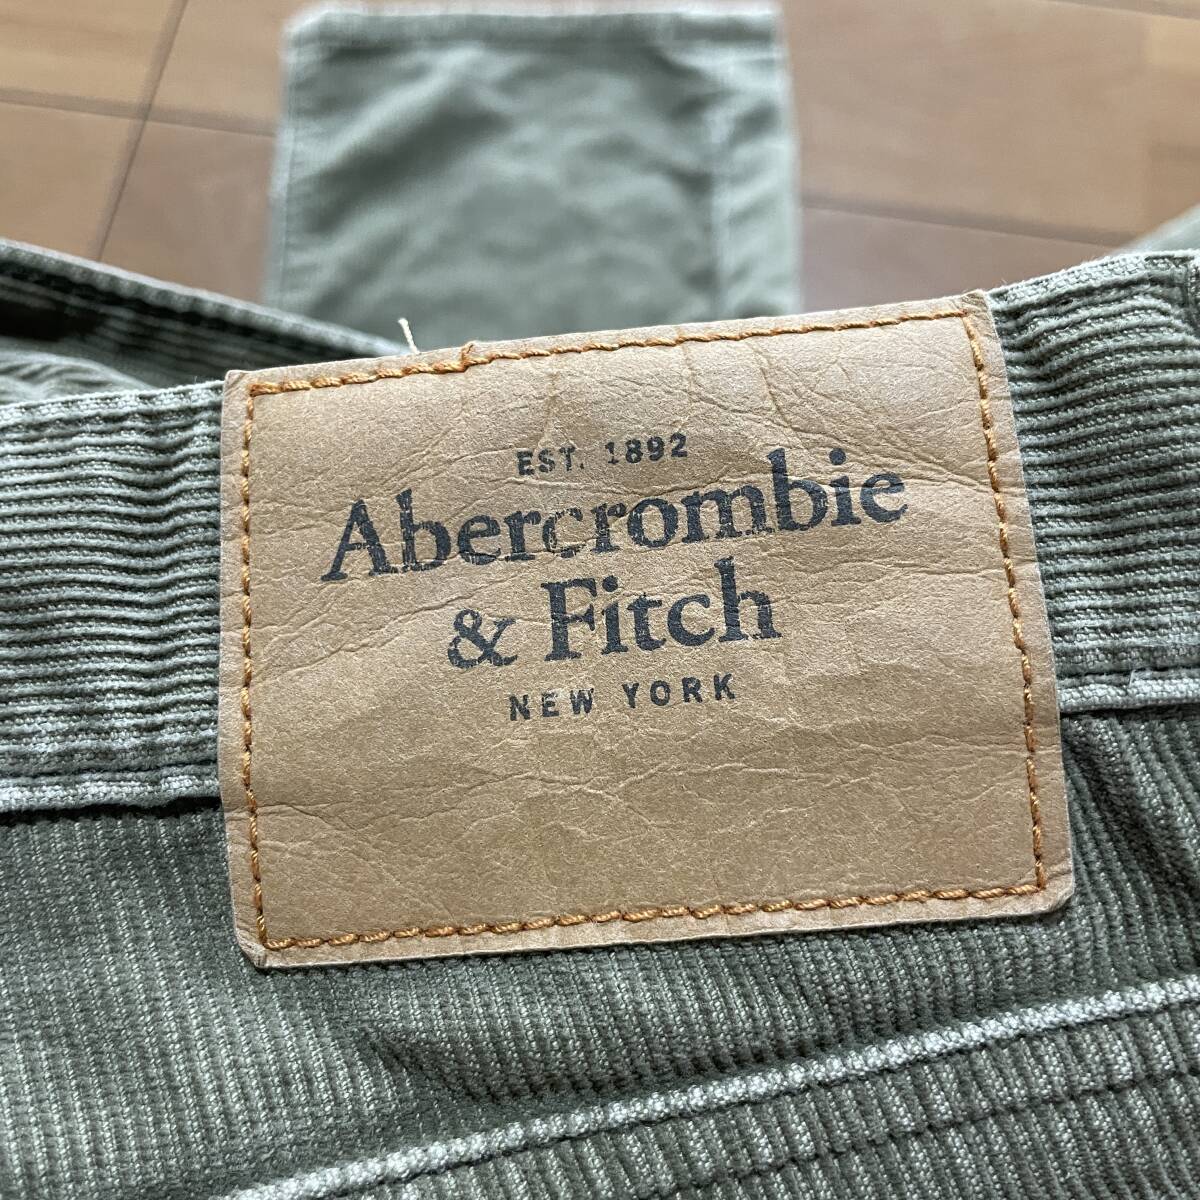 EST. 1892
Abercrombie
& Fitch
NEW YORK